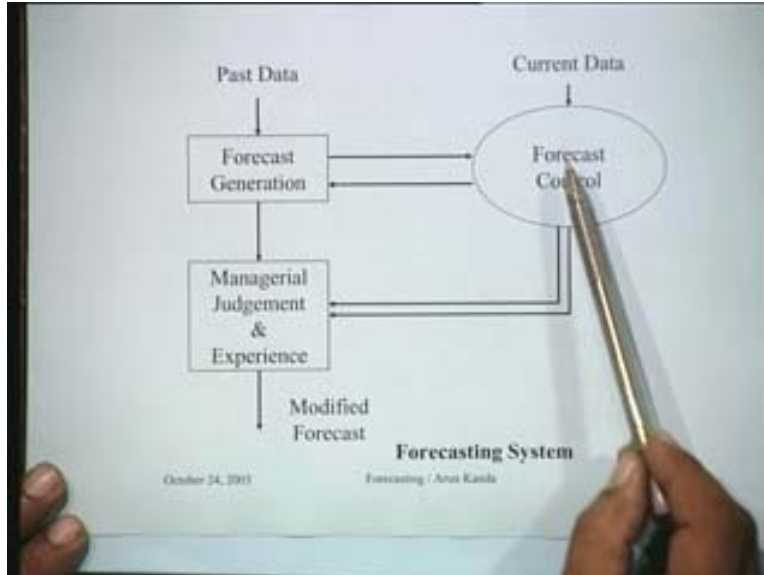 Past Data
Current Data
Forecast
Generation
Forecast
Control
Managerial
Judgement
&
Experience
Modified
Forecast
Forecasting System
October 24, 2003
Forecasting / Arun Kanda